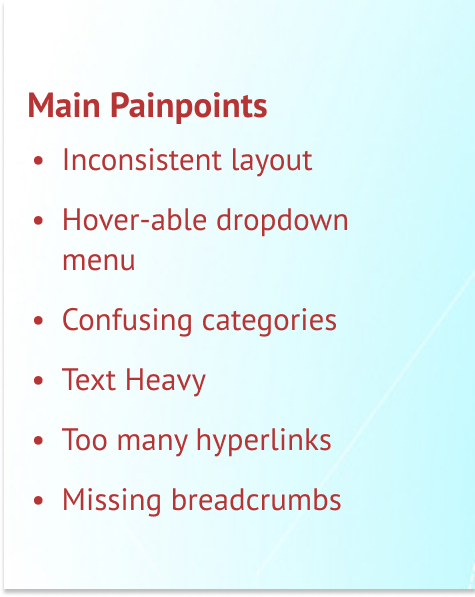 Main Painpoints
• Inconsistent layout
• Hover-able dropdown
menu
• Confusing categories
• Text Heavy
• Too many hyperlinks
• Missing breadcrumbs